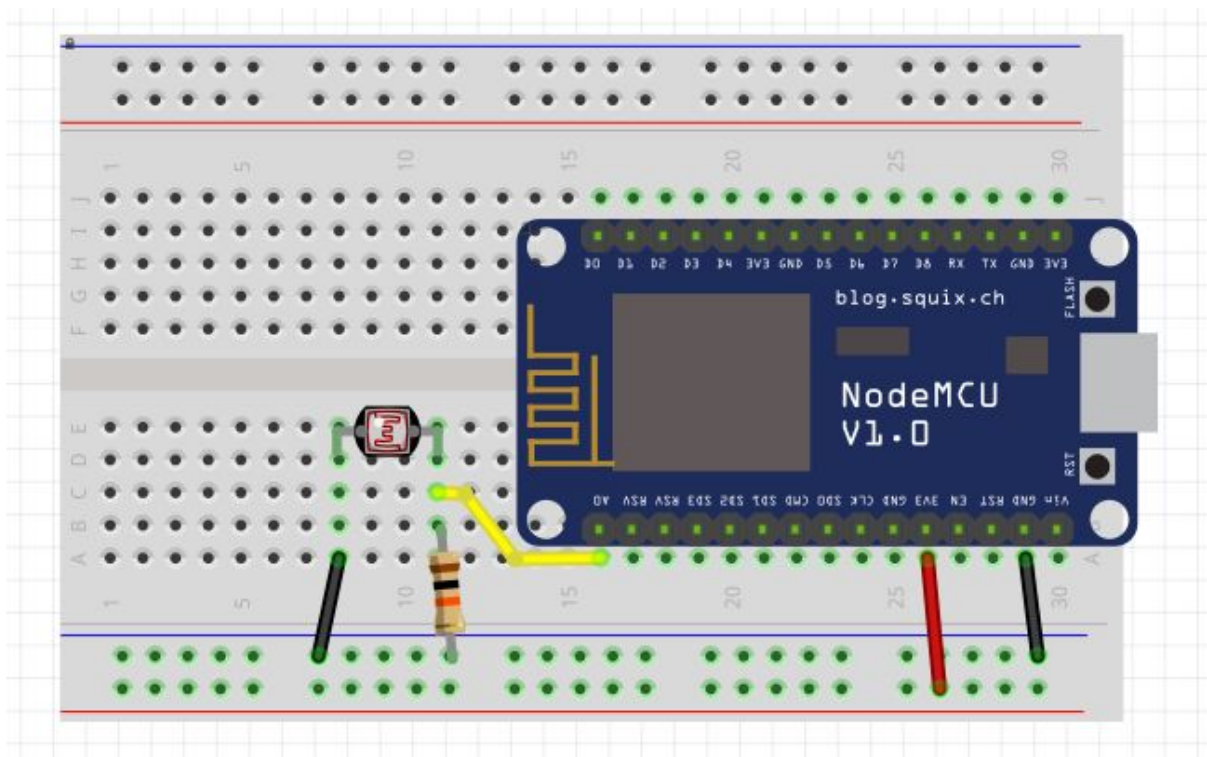 1 5 10 15 20 25 30
J J
I
H
G
F
D0 D1 D2 D3 D4 3V3 GND D5 D6 D7 D8 RX TX GND 3V3
blog.squix.ch
FLASH
NodeMCU
V1.0
RST
E
D
C
B
A A
A0 RSV RSV SD3 SD2 SD1 CMD SD0 CLK GND 3V3 EN RST GND Vin
1 5 10 15 20 25 30